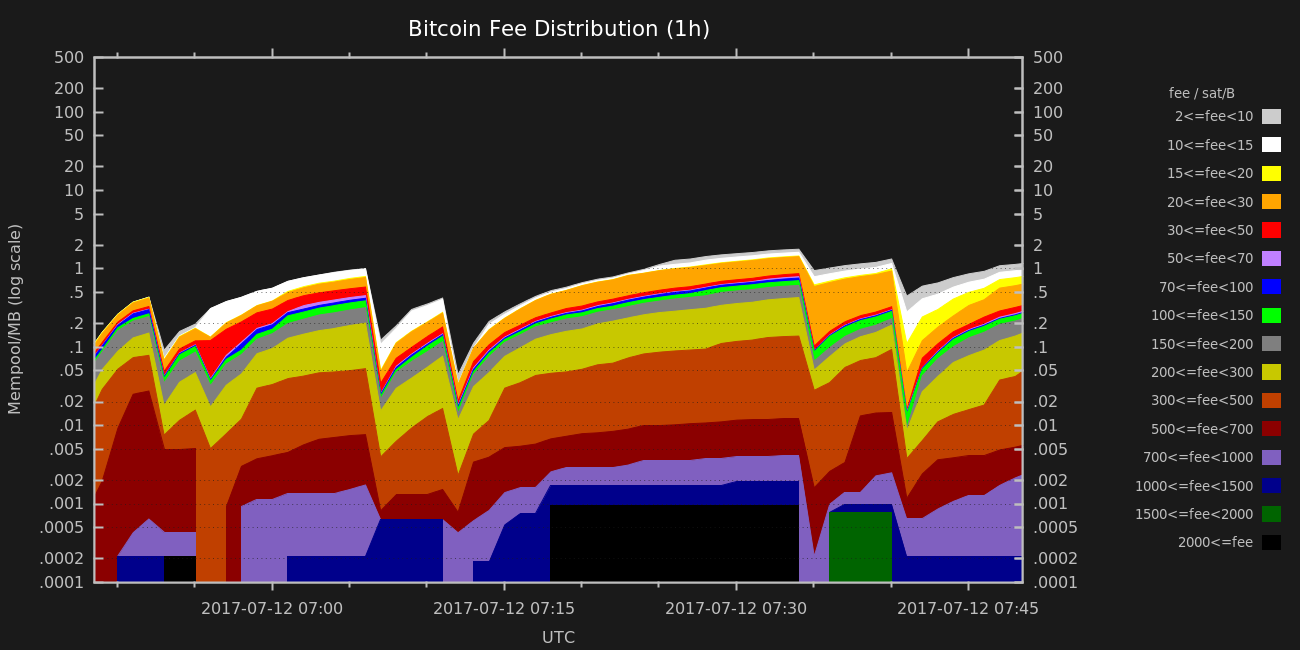 Bitcoin Fee Distribution (1h)
Mempool/MB (log scale)
500
200
100
50
20
10
5
2
1
.5
.2
.1
.05
.02
.01
.005
.002
.001
.0005
.0002
.0001
500
200
100
50
20
10
5
2
1
.5
.2
.1
.05
.02
.01
.005
.002
.001
.0005
.0002
.0001
2017-07-12 07:00
2017-07-12 07:15
2017-07-12 07:30
2017-07-12 07:45
UTC
fee / sat/B
2<=fee<10
10<=fee<15
15<=fee<20
20<=fee<30
30<=fee<50
50<=fee<70
70<=fee<100
100<=fee<150
150<=fee<200
200<=fee<300
300<=fee<500
500<=fee<700
700<=fee<1000
1000<=fee<1500
1500<=fee<2000
2000<=fee